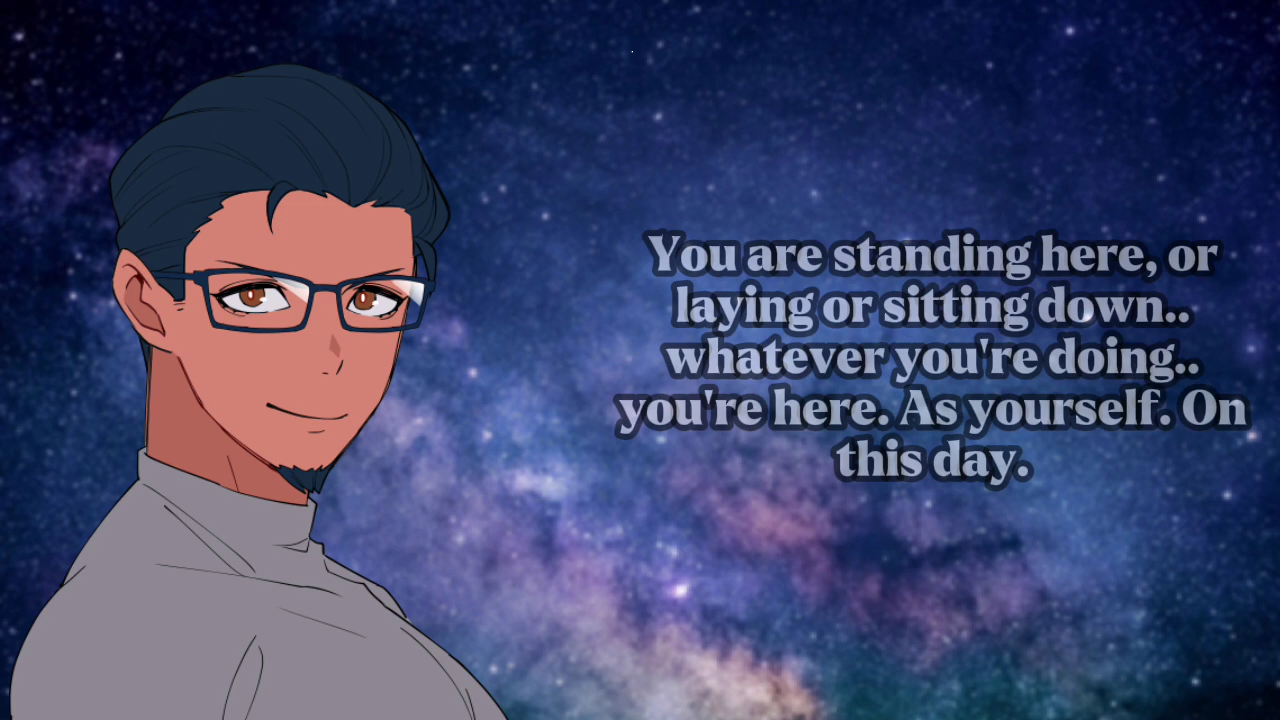 You are standing here, or
laying or sitting down..
whatever you're doing..
you're here. As yourself. On
this day.